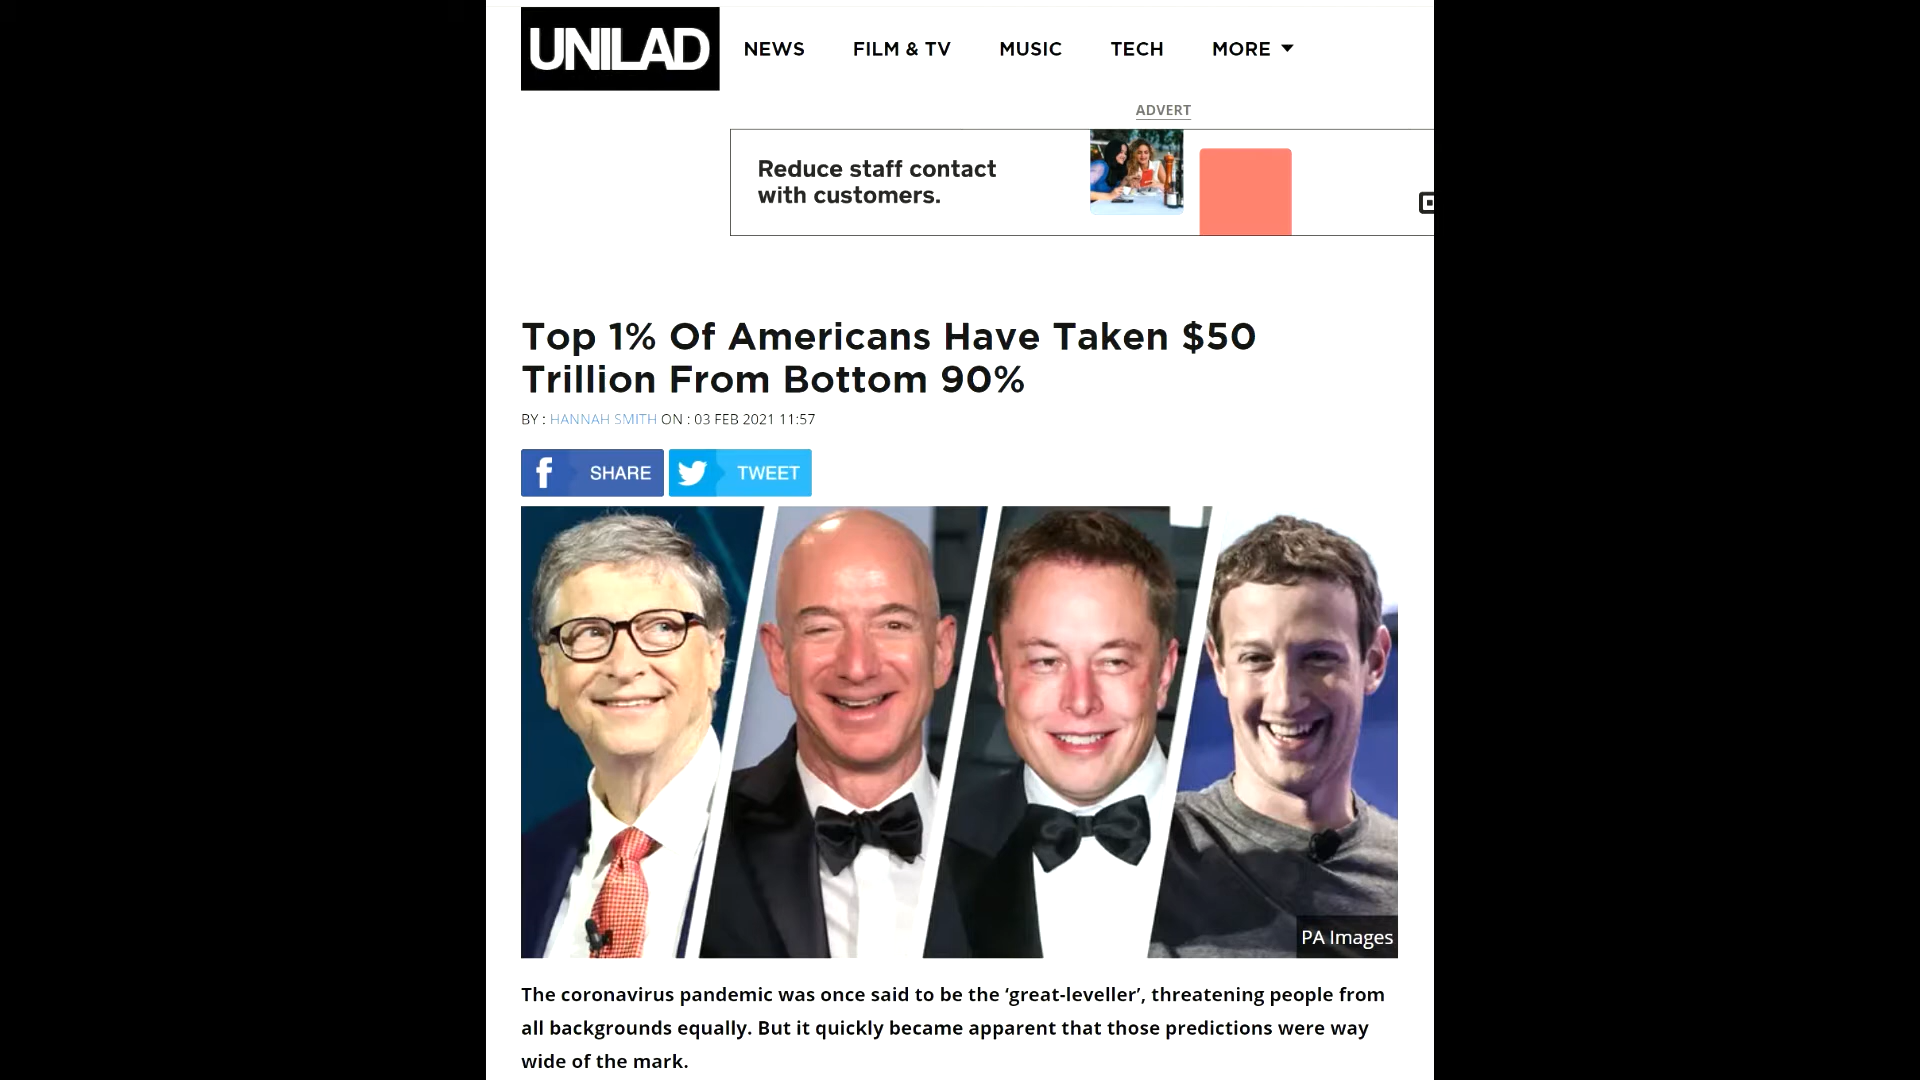 UNILAD
NEWS
FILM & TV
MUSIC
TECH
MORE
ADVERT
Reduce staff contact
with customers.
Top 1% Of Americans Have Taken $50
Trillion From Bottom 90%
BY : HANNAH SMITH ON : 03 FEB 2021 11:57
SHARE
TWEET
PA Images
The coronavirus pandemic was once said to be the ‘great-leveller’, threatening people from
all backgrounds equally. But it quickly became apparent that those predictions were way
wide of the mark.